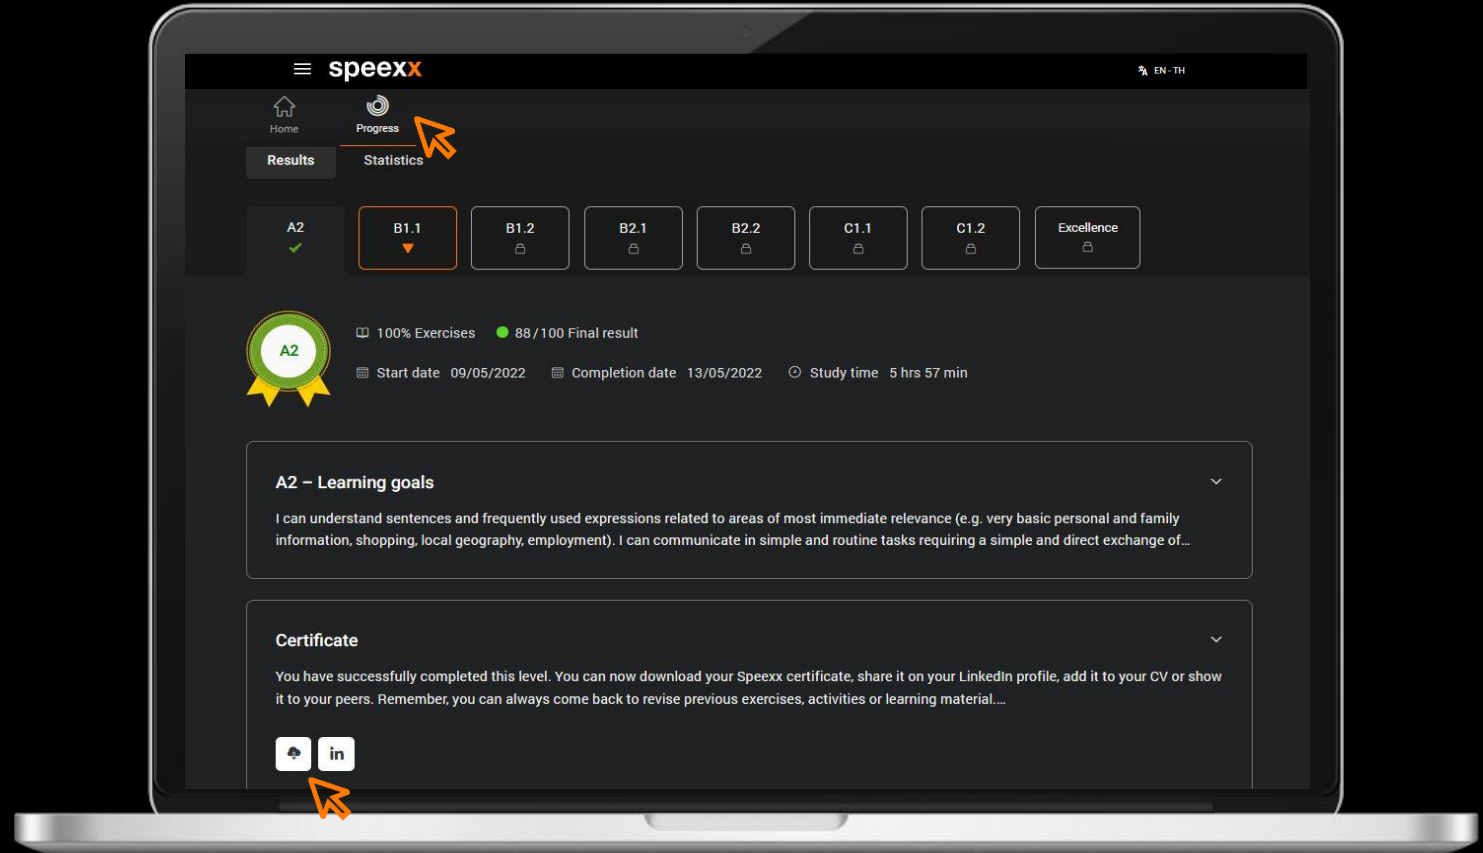 speexx
EN - TH
Home
Progress
Results
Statistics
A2
B1.1
B1.2
B2.1
B2.2
C1.1
C1.2
Excellence
A2
100% Exercises
88/100 Final result
Start date 09/05/2022
Completion date 13/05/2022
Study time 5 hrs 57 min
A2 – Learning goals
I can understand sentences and frequently used expressions related to areas of most immediate relevance (e.g. very basic personal and family
information, shopping, local geography, employment). I can communicate in simple and routine tasks requiring a simple and direct exchange of…
Certificate
You have successfully completed this level. You can now download your Speexx certificate, share it on your LinkedIn profile, add it to your CV or show
it to your peers. Remember, you can always come back to revise previous exercises, activities or learning material.…
in